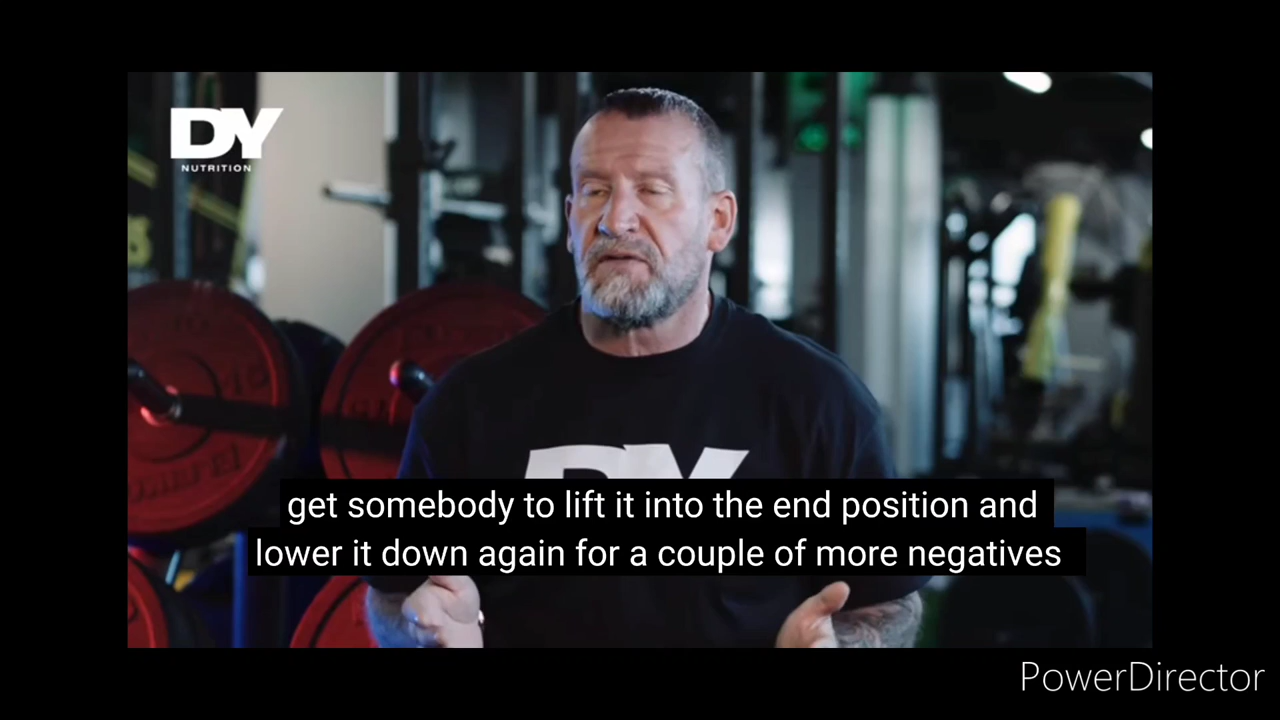 DY
NUTRITION
DY
get somebody to lift it into the end position and
lower it down again for a couple of more negatives
PowerDirector